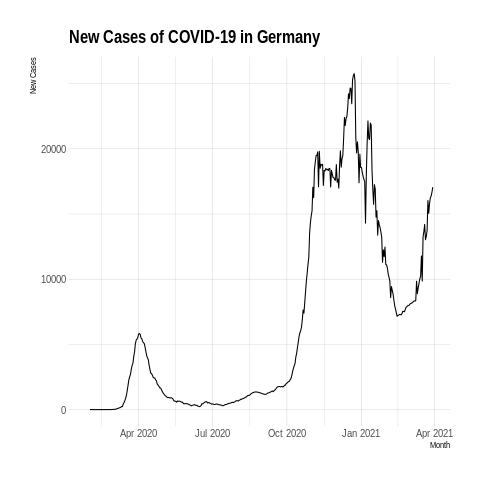 New Cases of COVID-19 in Germany
New Cases
20000
10000
0
Apr 2020
Jul 2020
Oct 2020
Jan 2021
Apr 2021
Month